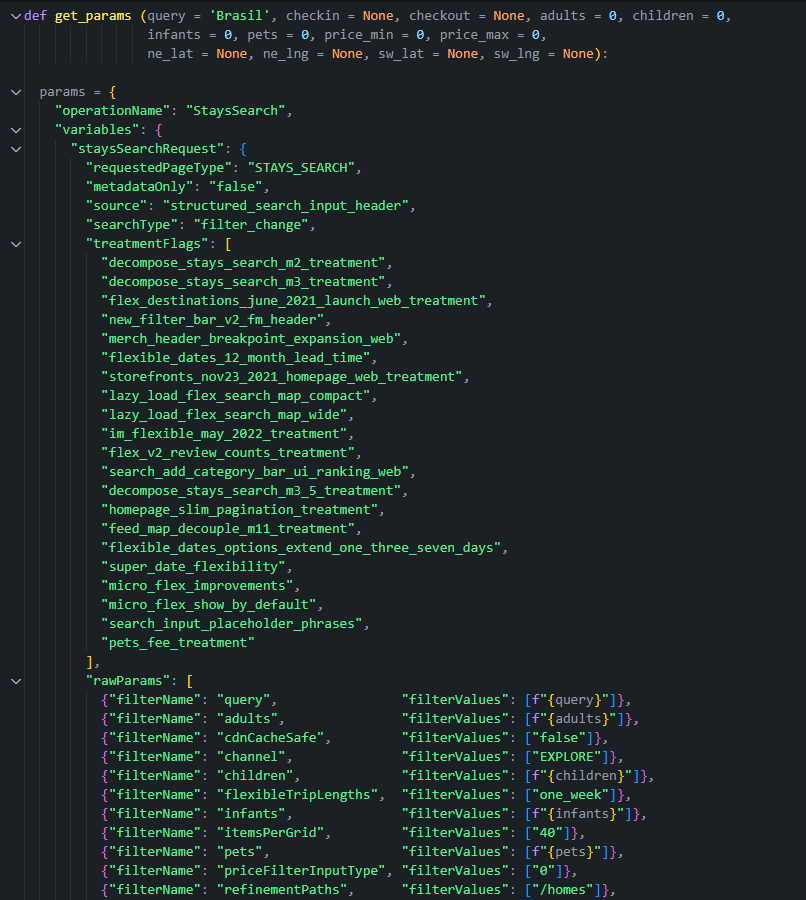 def get_params (query = 'Brasil', checkin = None, checkout = None, adults = 0, children = 0,
                infants = 0, pets = 0, price_min = 0, price_max = 0,
                ne_lat = None, ne_lng = None, sw_lat = None, sw_lng = None):
  params = {
    "operationName": "StaysSearch",
    "variables": {
      "staysSearchRequest": {
        "requestedPageType": "STAYS_SEARCH",
        "metadataOnly": "false",
        "source": "structured_search_input_header",
        "searchType": "filter_change",
        "treatmentFlags": [
          "decompose_stays_search_m2_treatment",
          "decompose_stays_search_m3_treatment",
          "flex_destinations_june_2021_launch_web_treatment",
          "new_filter_bar_v2_fm_header",
          "merch_header_breakpoint_expansion_web",
          "flexible_dates_12_month_lead_time",
          "storefronts_nov23_2021_homepage_web_treatment",
          "lazy_load_flex_search_map_compact",
          "lazy_load_flex_search_map_wide",
          "im_flexible_may_2022_treatment",
          "flex_v2_review_counts_treatment",
          "search_add_category_bar_ui_ranking_web",
          "decompose_stays_search_m3_5_treatment",
          "homepage_slim_pagination_treatment",
          "feed_map_decouple_m11_treatment",
          "flexible_dates_options_extend_one_three_seven_days",
          "super_date_flexibility",
          "micro_flex_improvements",
          "micro_flex_show_by_default",
          "search_input_placeholder_phrases",
          "pets_fee_treatment"
        ],
        "rawParams": [
          {"filterName": "query",                "filterValues": [f"{query}"]},
          {"filterName": "adults",               "filterValues": [f"{adults}"]},
          {"filterName": "cdnCacheSafe",         "filterValues": ["false"]},
          {"filterName": "channel",              "filterValues": ["EXPLORE"]},
          {"filterName": "children",             "filterValues": [f"{children}"]},
          {"filterName": "flexibleTripLengths",  "filterValues": ["one_week"]},
          {"filterName": "infants",              "filterValues": [f"{infants}"]},
          {"filterName": "itemsPerGrid",         "filterValues": ["40"]},
          {"filterName": "pets",                 "filterValues": [f"{pets}"]},
          {"filterName": "priceFilterInputType", "filterValues": ["0"]},
          {"filterName": "refinementPaths",      "filterValues": ["/homes"]},